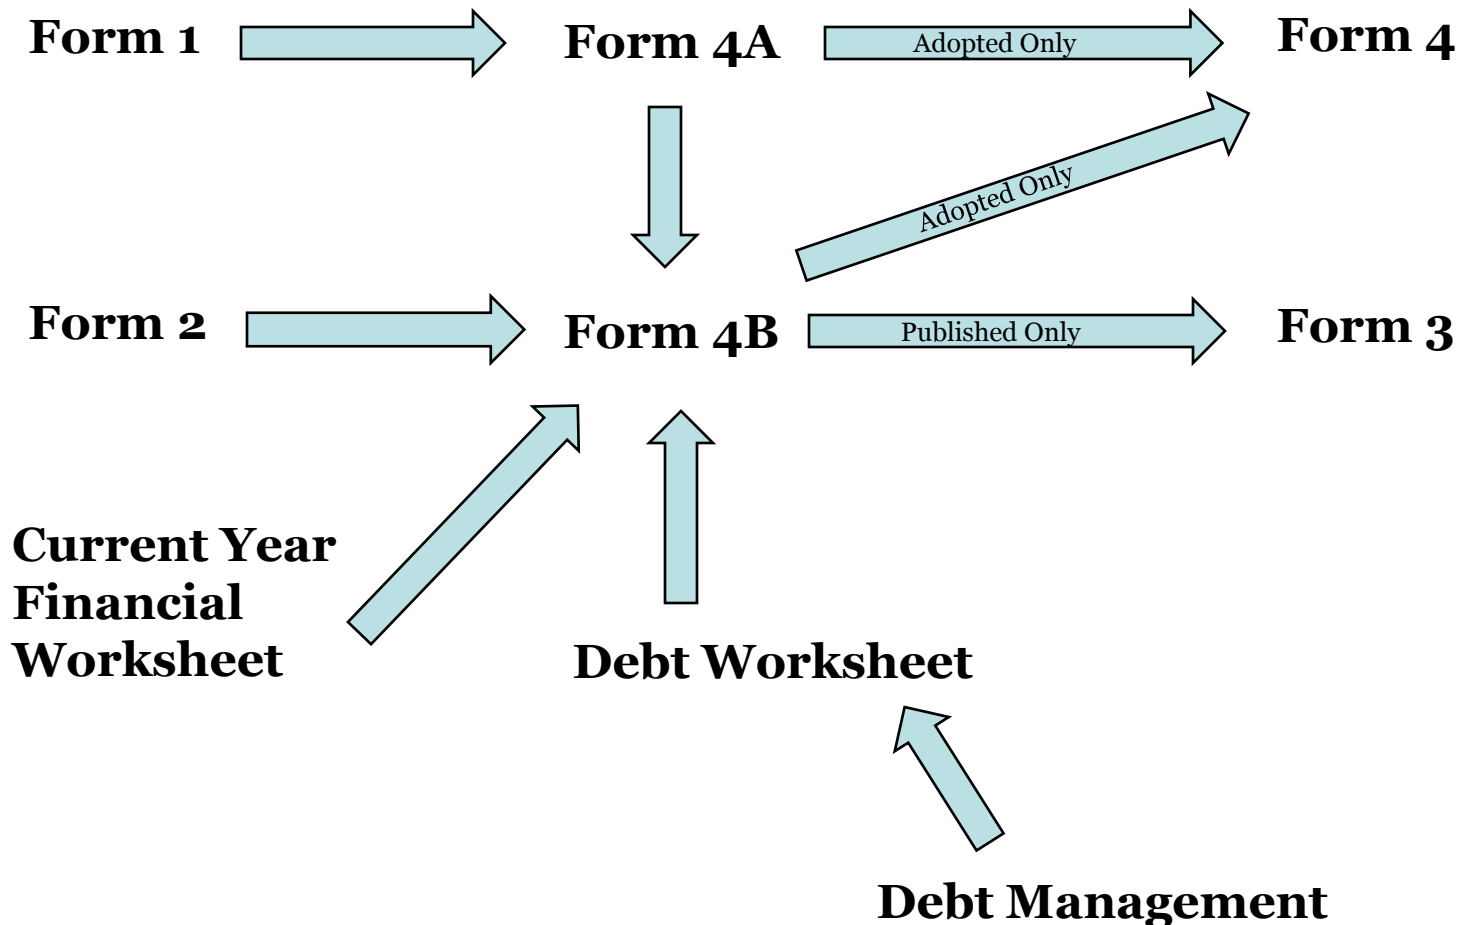 Form 1
Form 4A
Adopted Only
Form 4
Adopted Only
Form 2
Form 4B
Published Only
Form 3
Current Year
Financial
Worksheet
Debt Worksheet
Debt Management